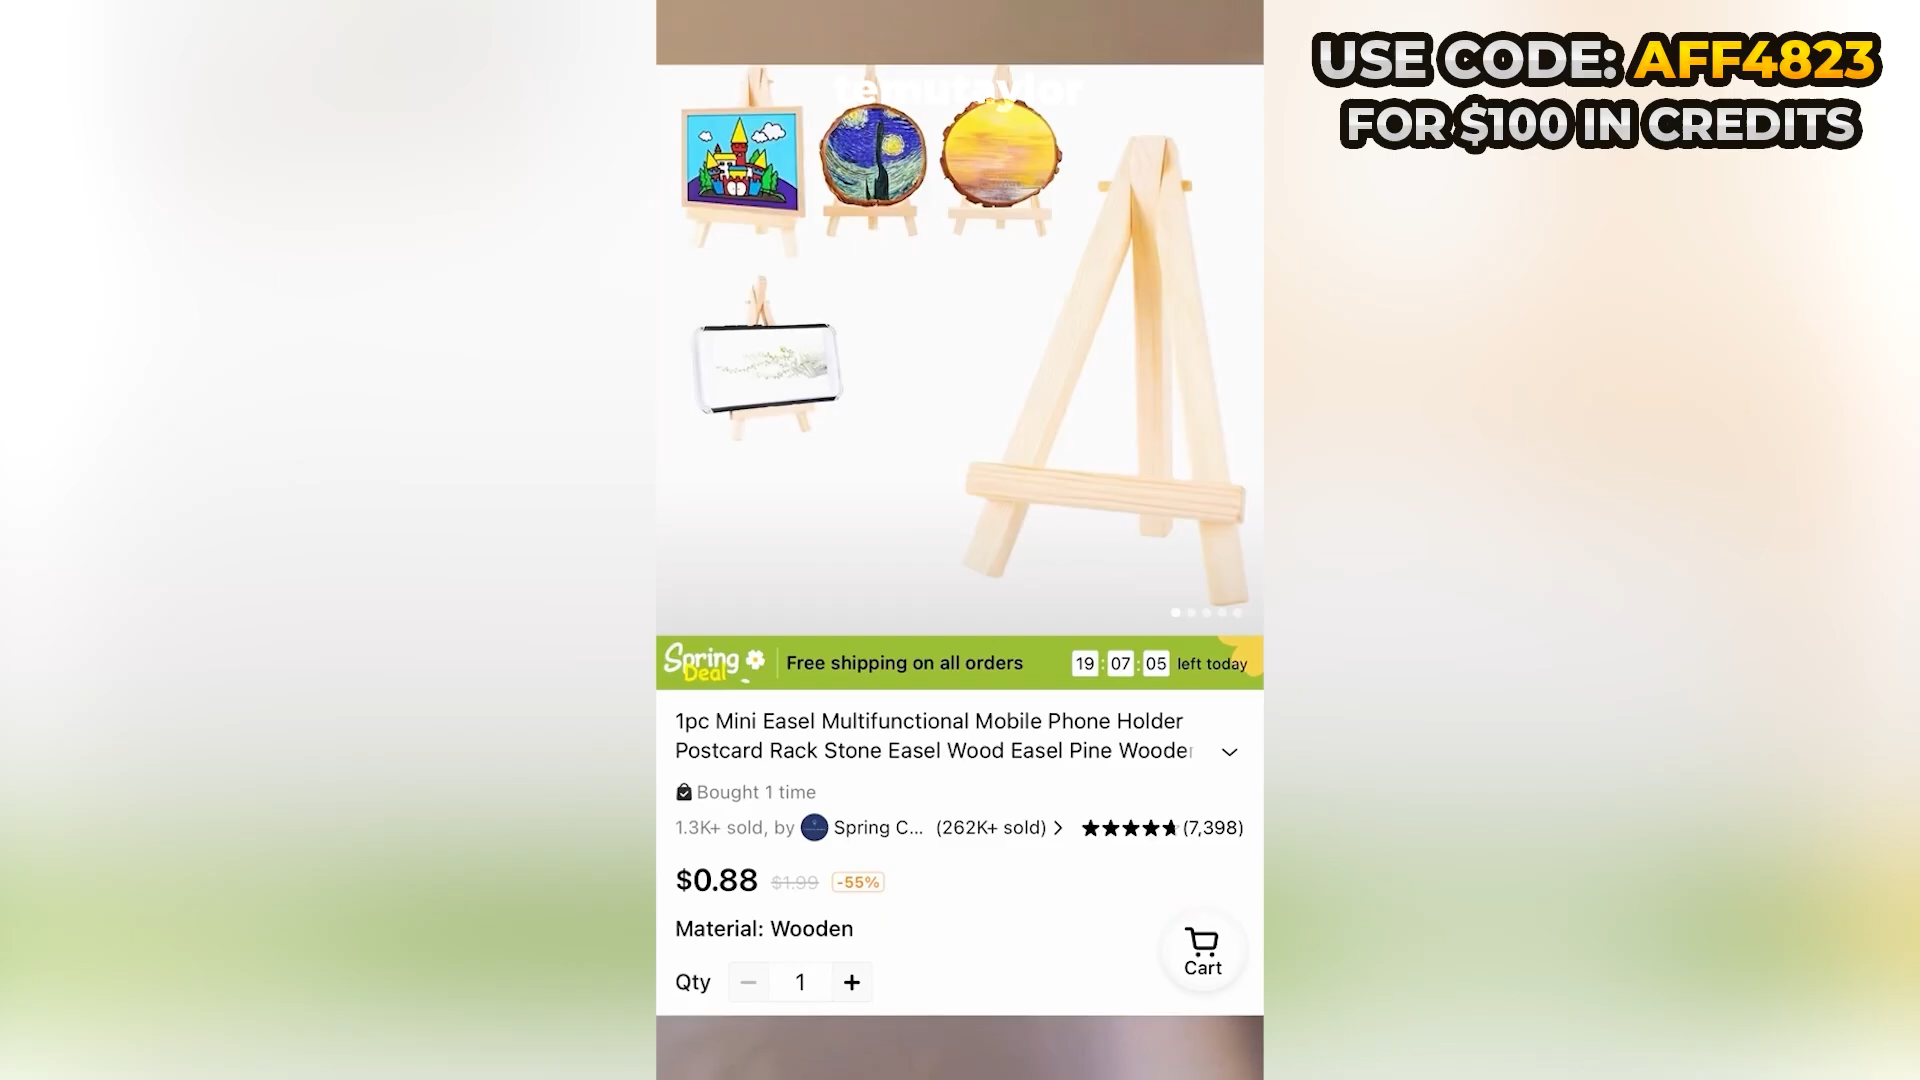 USE CODE: AFF4823
FOR $100 IN CREDITS
temutaylor
Spring Deal
Free shipping on all orders
19 : 07 : 05 left today
1pc Mini Easel Multifunctional Mobile Phone Holder
Postcard Rack Stone Easel Wood Easel Pine Wooden
Bought 1 time
1.3K+ sold, by Spring C... (262K+ sold) > (7,398)
$0.88 $1.99 -55%
Material: Wooden
Qty − 1 +
Cart